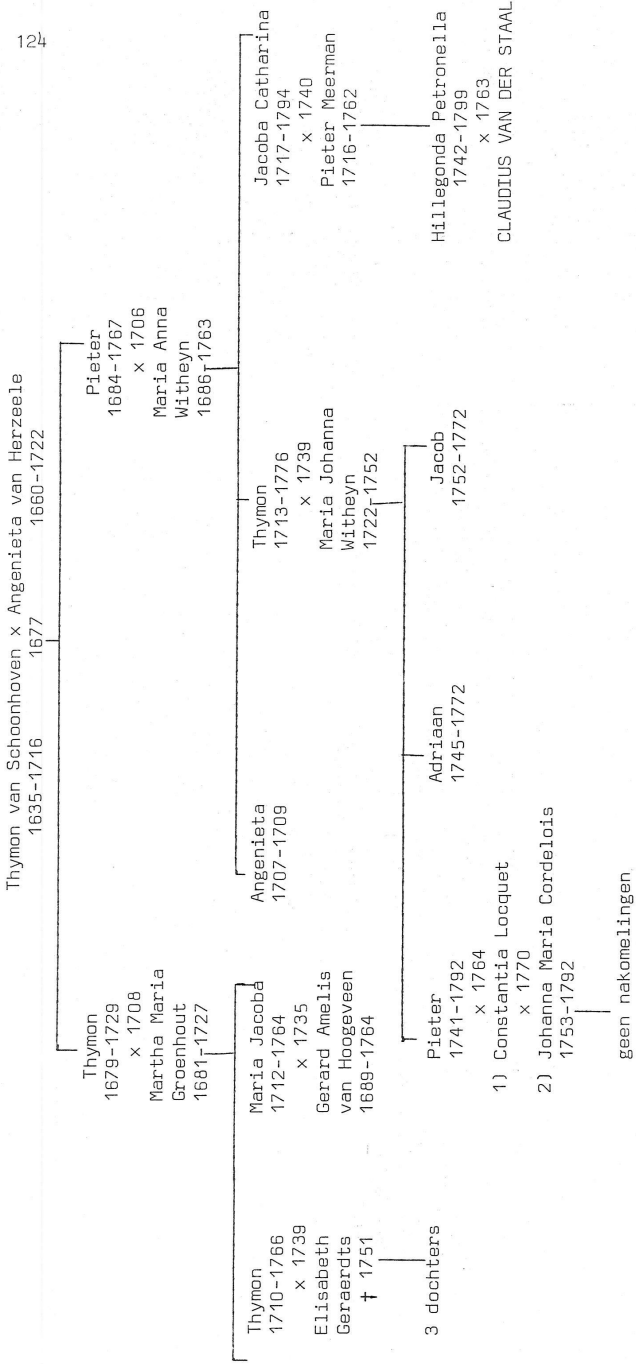 124
Thymon van Schoonhoven x Angenieta van Herzeele
1635-1716 1677 1660-1722
Thymon
1679-1729
x 1708
Martha Maria
Groenhout
1681-1727
Pieter
1684-1767
x 1706
Maria Anna
Witheyn
1686-1763
Thymon
1710-1766
x 1739
Elisabeth
Geraerdts
† 1751
3 dochters
Maria Jacoba
1712-1764
x 1735
Gerard Amelis
van Hoogeveen
1689-1764
Angenieta
1707-1709
Thymon
1713-1776
x 1739
Maria Johanna
Witheyn
1722-1752
Jacoba Catharina
1717-1794
x 1740
Pieter Meerman
1716-1762
Pieter
1741-1792
x 1764
1) Constantia Locquet
x 1770
2) Johanna Maria Cordelois
1753-1792
geen nakomelingen
Adriaan
1745-1772
Jacob
1752-1772
Hillegonda Petronella
1742-1799
x 1763
CLAUDIUS VAN DER STAAL